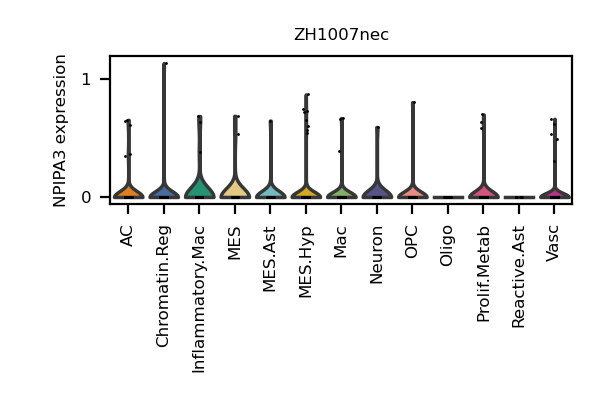 ZH1007nec
NPIPA3 expression
1
0
AC
Chromatin.Reg
Inflammatory.Mac
MES
MES.Ast
MES.Hyp
Mac
Neuron
OPC
Oligo
Prolif.Metab
Reactive.Ast
Vasc